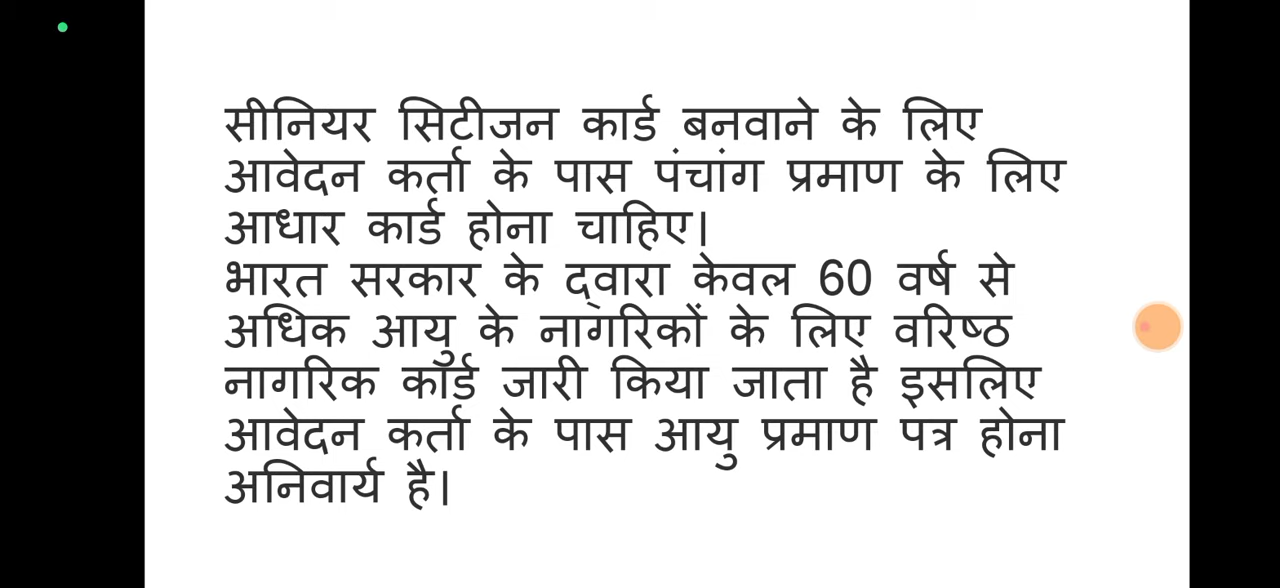 सीनियर सिटीजन कार्ड बनवाने के लिए
आवेदन कर्ता के पास पंचांग प्रमाण के लिए
आधार कार्ड होना चाहिए।
भारत सरकार के द्वारा केवल 60 वर्ष से
अधिक आयु के नागरिकों के लिए वरिष्ठ
नागरिक कार्ड जारी किया जाता है इसलिए
आवेदन कर्ता के पास आयु प्रमाण पत्र होना
अनिवार्य है।